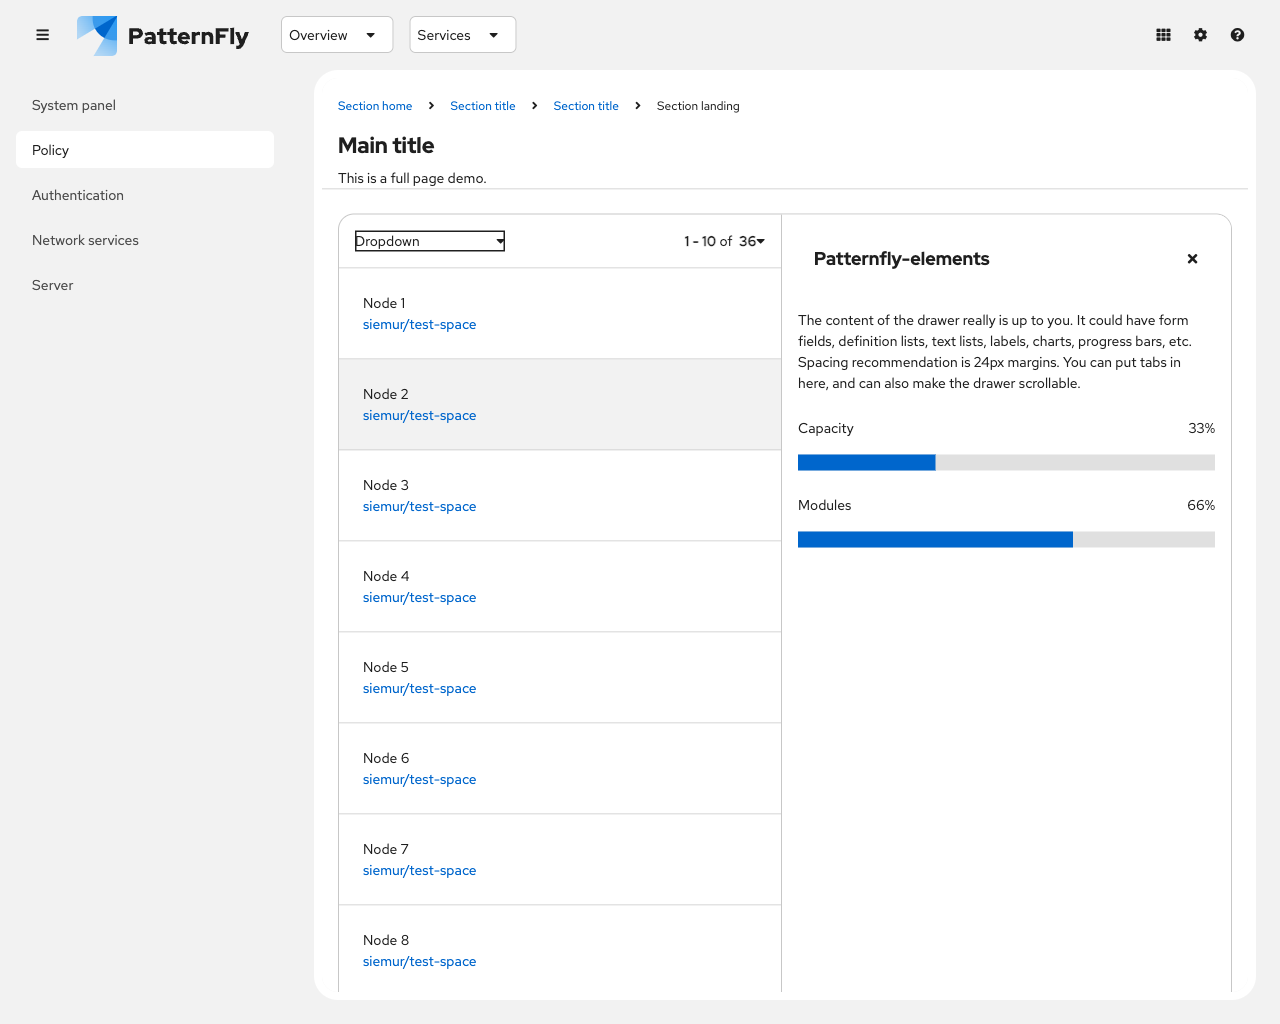 PatternFly
Overview
Services
System panel
Policy
Authentication
Network services
Server
Section home
Section title
Section title
Section landing
Main title
This is a full page demo.
Dropdown
1 - 10 of 36
Node 1
siemur/test-space
Node 2
siemur/test-space
Node 3
siemur/test-space
Node 4
siemur/test-space
Node 5
siemur/test-space
Node 6
siemur/test-space
Node 7
siemur/test-space
Node 8
siemur/test-space
Patternfly-elements
The content of the drawer really is up to you. It could have form
fields, definition lists, text lists, labels, charts, progress bars, etc.
Spacing recommendation is 24px margins. You can put tabs in
here, and can also make the drawer scrollable.
Capacity
33%
Modules
66%